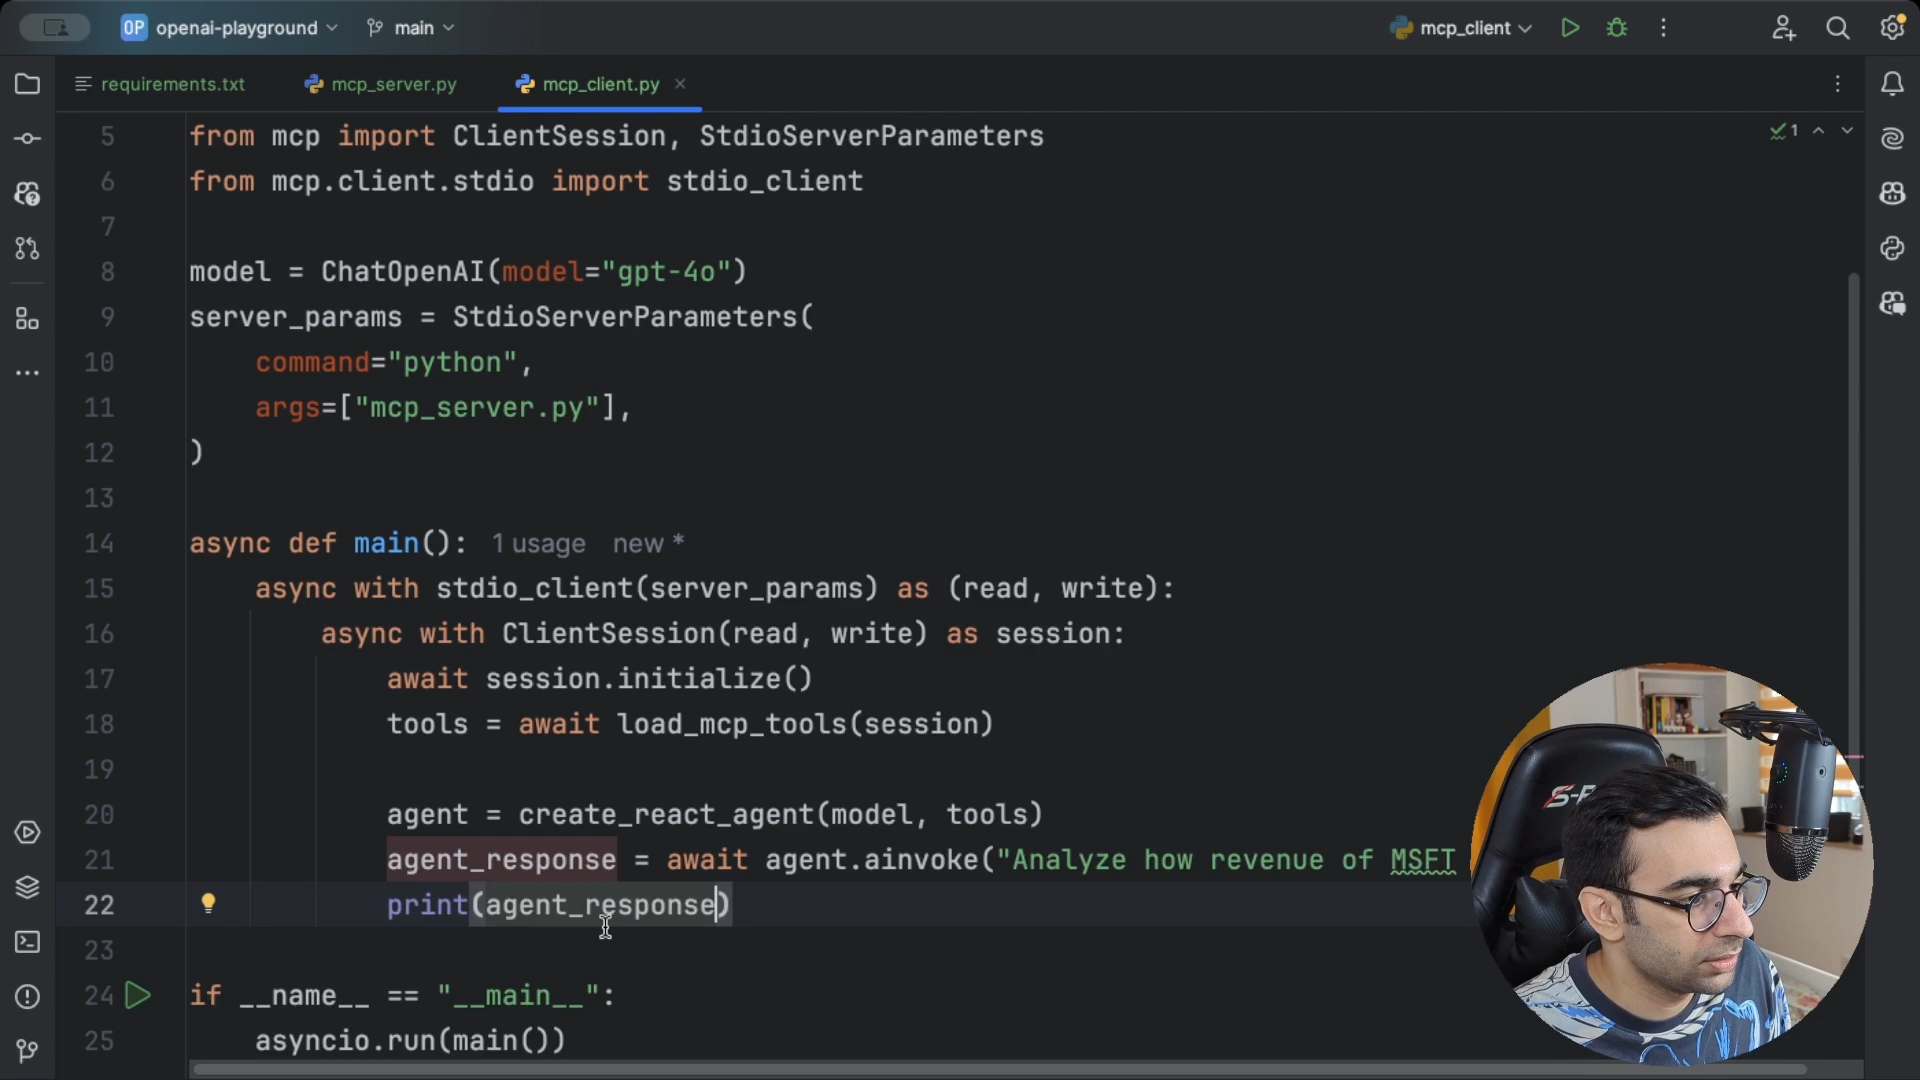 OP openai-playground main mcp_client
requirements.txt mcp_server.py mcp_client.py
5 from mcp import ClientSession, StdioServerParameters
1
6 from mcp.client.stdio import stdio_client
7
8 model = ChatOpenAI(model="gpt-4o")
9 server_params = StdioServerParameters(
10 command="python",
11 args=["mcp_server.py"],
12 )
13
14 async def main(): 1 usage new *
15 async with stdio_client(server_params) as (read, write):
16 async with ClientSession(read, write) as session:
17 await session.initialize()
18 tools = await load_mcp_tools(session)
19
20 agent = create_react_agent(model, tools)
21 agent_response = await agent.ainvoke("Analyze how revenue of MSFT
22 print(agent_response)
23
24 if __name__ == "__main__":
25 asyncio.run(main())